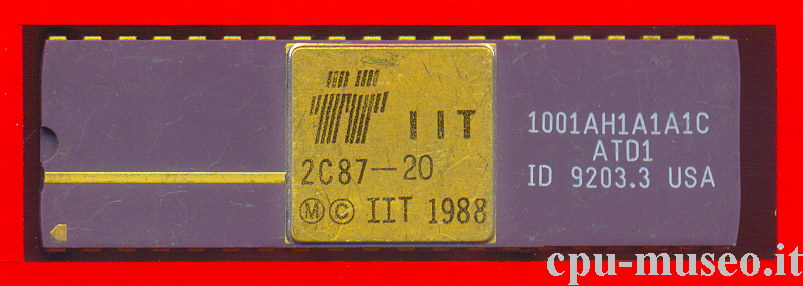 IIT
2C87-20
Ⓜ © IIT 1988
1001AH1A1A1C
ATD1
ID 9203.3 USA
cpu-museo.it